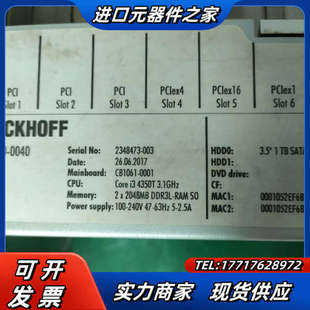 进口元器件之家
PCI PCI PCI PCIex4 PCIex16 PCIex1
Slot 1 Slot 2 Slot 3 Slot 4 Slot 5 Slot 6
CKHOFF
-0040
Serial No: 2348473-003
Date: 26.06.2017
Mainboard: CB1061-0001
CPU: Core i3 4350T 3.1GHz
Memory: 2 x 2048MB DDR3L-RAM SO
Power supply: 100-240V 47-63Hz 5-2.5A
HDD0: 3.5" 1 TB SATA
HDD1:
DVD drive:
CF:
MAC1: 0001052EF68
MAC2: 0001052EF68
可开发票
TEL:17717628972
实力商家 现货供应